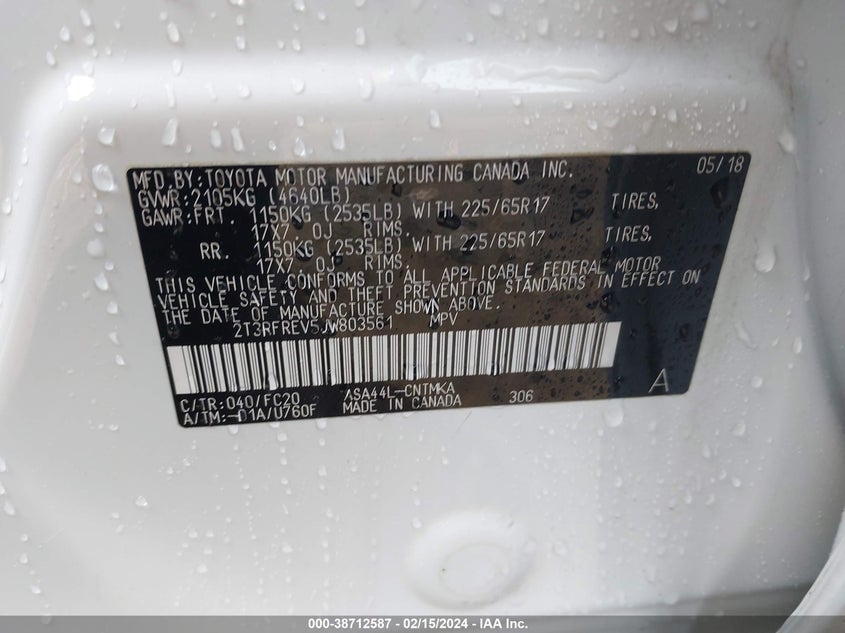 MFD.BY:TOYOTA MOTOR MANUFACTURING CANADA INC. 05/18
GVWR:2105KG (4640LB)
GAWR:FRT. 1150KG (2535LB) WITH 225/65R17 TIRES,
17X7.0J RIMS.
RR. 1150KG (2535LB) WITH 225/65R17 TIRES,
17X7.0J RIMS.
THIS VEHICLE CONFORMS TO ALL APPLICABLE FEDERAL MOTOR
VEHICLE SAFETY AND THEFT PREVENTION STANDARDS IN EFFECT ON
THE DATE OF MANUFACTURE SHOWN ABOVE.
2T3RFREV5JW803561 MPV
C/TR:040/FC20 ASA44L-CNTMKA 306 A
A/TM:-01A/U760F MADE IN CANADA
000-38712587 - 02/15/2024 - IAA Inc.